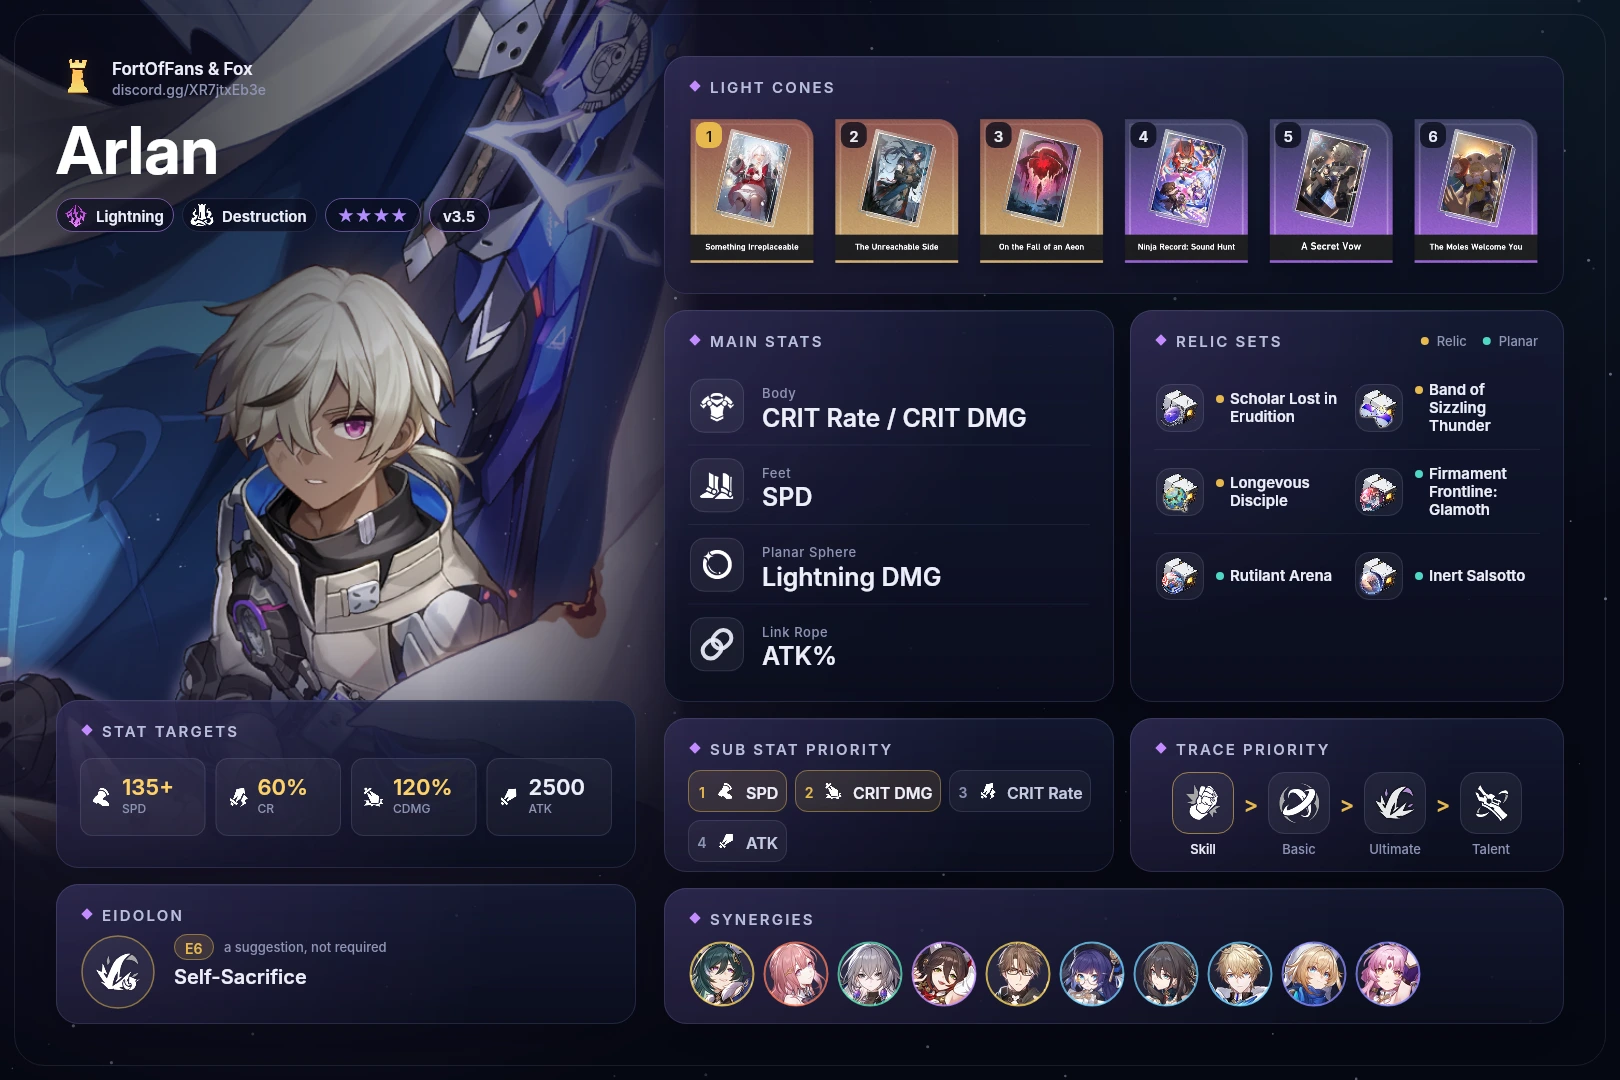 FortOfFans & Fox
discord.gg/XR7jtxEb3e
Arlan
Lightning
Destruction
★★★★
v3.5
LIGHT CONES
1
2
3
4
5
6
Something Irreplaceable
The Unreachable Side
On the Fall of an Aeon
Ninja Record: Sound Hunt
A Secret Vow
The Moles Welcome You
MAIN STATS
Body
CRIT Rate / CRIT DMG
Feet
SPD
Planar Sphere
Lightning DMG
Link Rope
ATK%
RELIC SETS
Relic
Planar
Scholar Lost in
Erudition
Band of
Sizzling
Thunder
Longevous
Disciple
Firmament
Frontline:
Glamoth
Rutilant Arena
Inert Salsotto
STAT TARGETS
135+
SPD
60%
CR
120%
CDMG
2500
ATK
SUB STAT PRIORITY
1 SPD
2 CRIT DMG
3 CRIT Rate
4 ATK
TRACE PRIORITY
> > >
Skill
Basic
Ultimate
Talent
EIDOLON
E6 a suggestion, not required
Self-Sacrifice
SYNERGIES